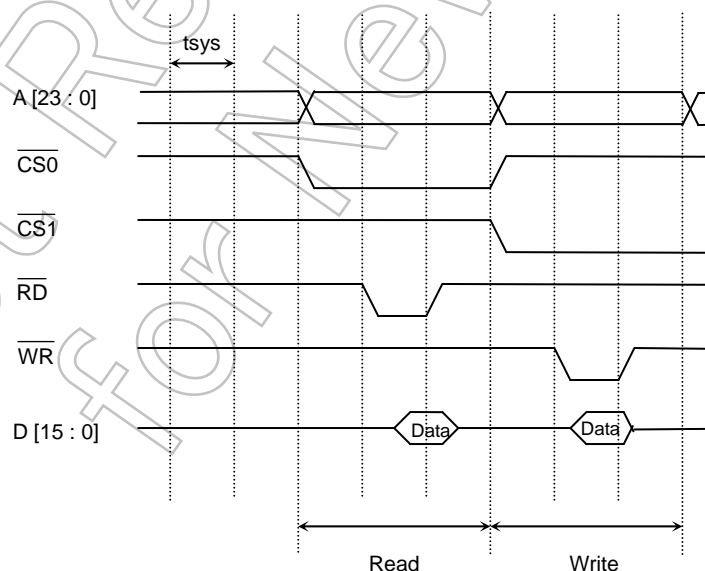 tsys
A [23 : 0]
CS0
CS1
RD
WR
D [15 : 0]
Data
Data
Read
Write